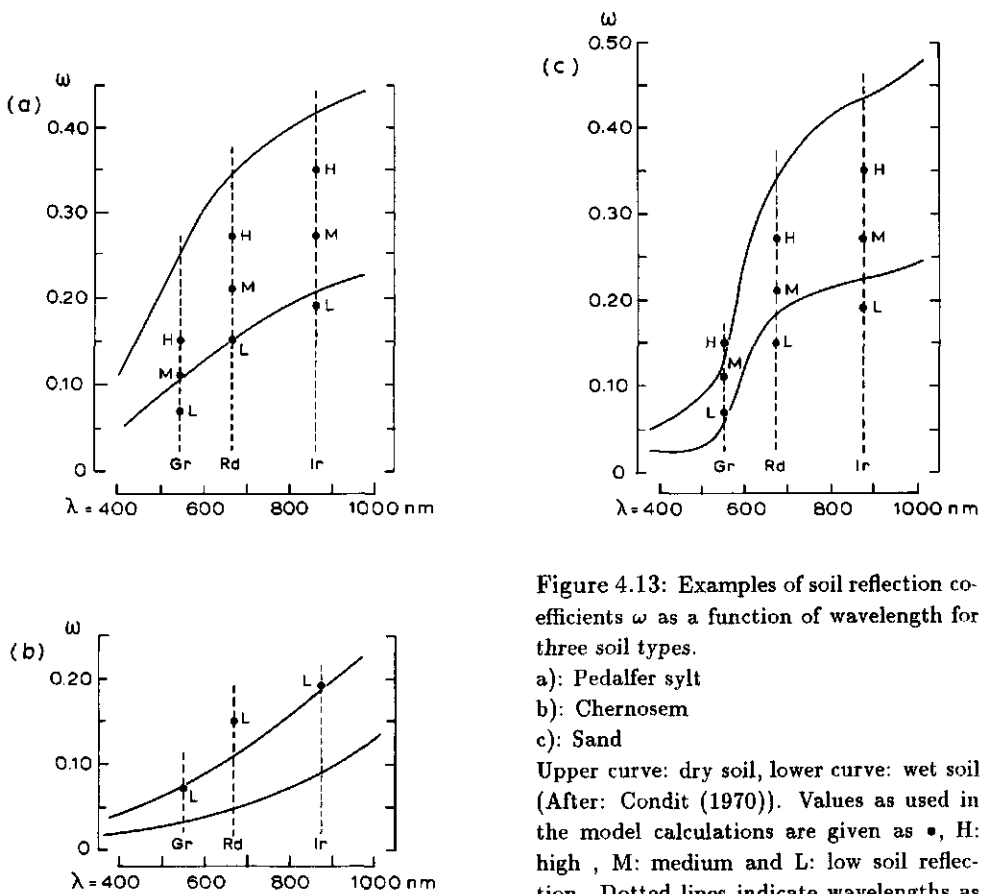 (a)
ω
0.40
0.30
0.20
0.10
0
H
M
L
H
M
L
H
M
L
Gr Rd Ir
λ = 400 600 800 1000 nm
(c)
ω
0.50
0.40
0.30
0.20
0.10
0
H
M
L
H
M
L
H
M
L
Gr Rd Ir
λ = 400 600 800 1000 nm
(b)
ω
0.20
0.10
0
L
L
L
Gr Rd Ir
λ = 400 600 800 1000 nm
Figure 4.13: Examples of soil reflection co-
efficients ω as a function of wavelength for
three soil types.
a): Pedalfer sylt
b): Chernosem
c): Sand
Upper curve: dry soil, lower curve: wet soil
(After: Condit (1970)). Values as used in
the model calculations are given as •, H:
high , M: medium and L: low soil reflec-
tion. Dotted lines indicate wavelengths as